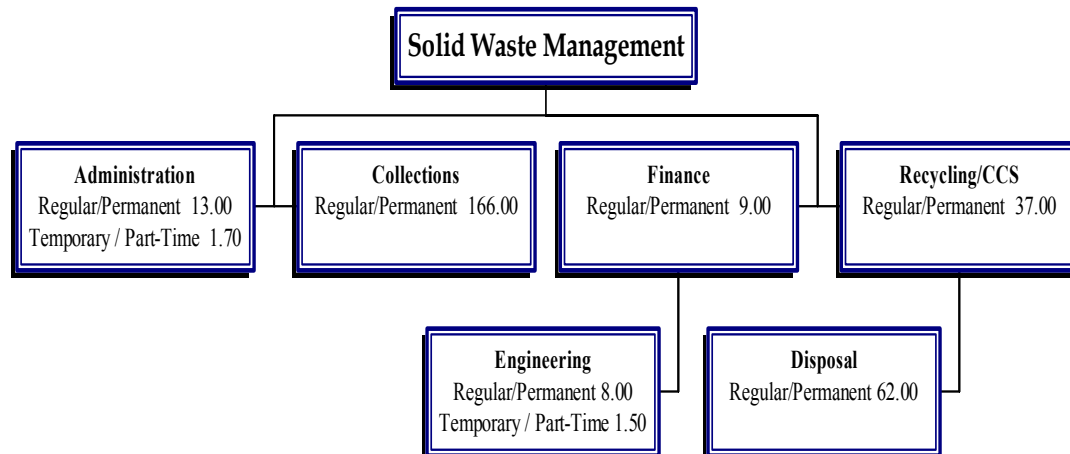 Solid Waste Management
Administration
Regular/Permanent 13.00
Temporary / Part-Time 1.70
Collections
Regular/Permanent 166.00
Finance
Regular/Permanent 9.00
Recycling/CCS
Regular/Permanent 37.00
Engineering
Regular/Permanent 8.00
Temporary / Part-Time 1.50
Disposal
Regular/Permanent 62.00